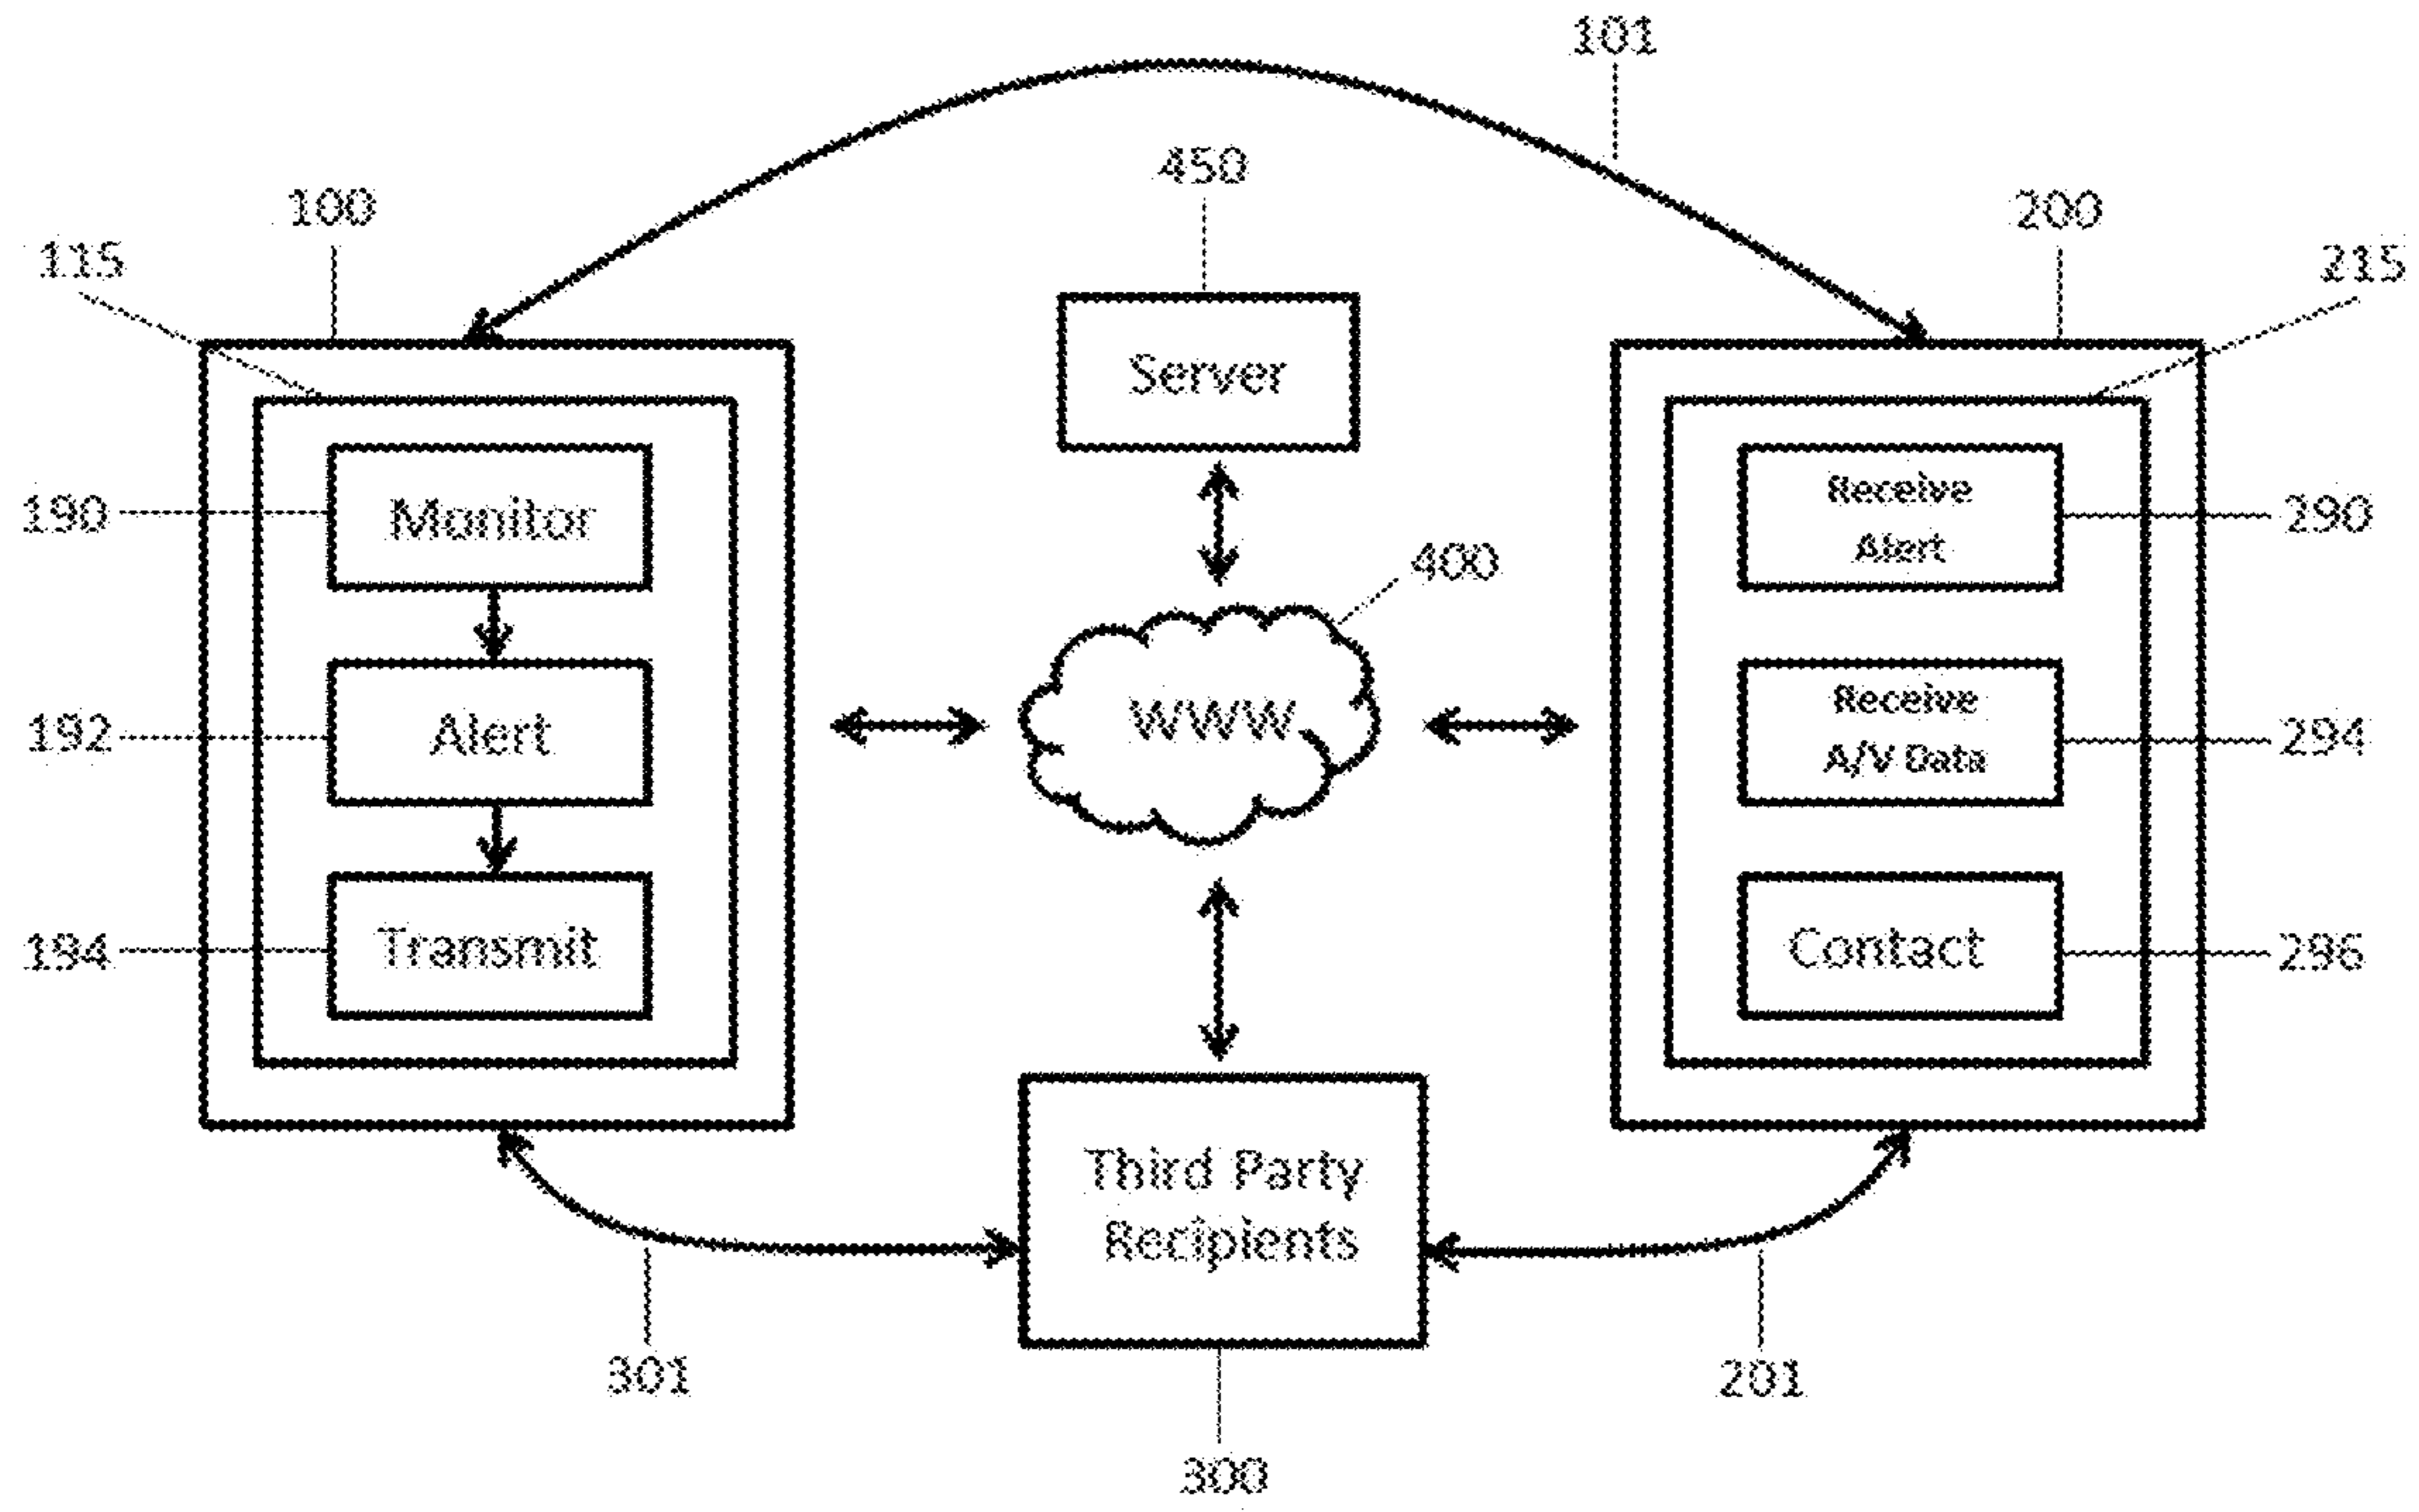 101
450
100
200
115
215
Server
Monitor
190
Receive
Alert
290
400
WWW
Alert
192
Receive
A/V Data
294
Transmit
194
Contact
296
Third Party
Recipients
301
201
300